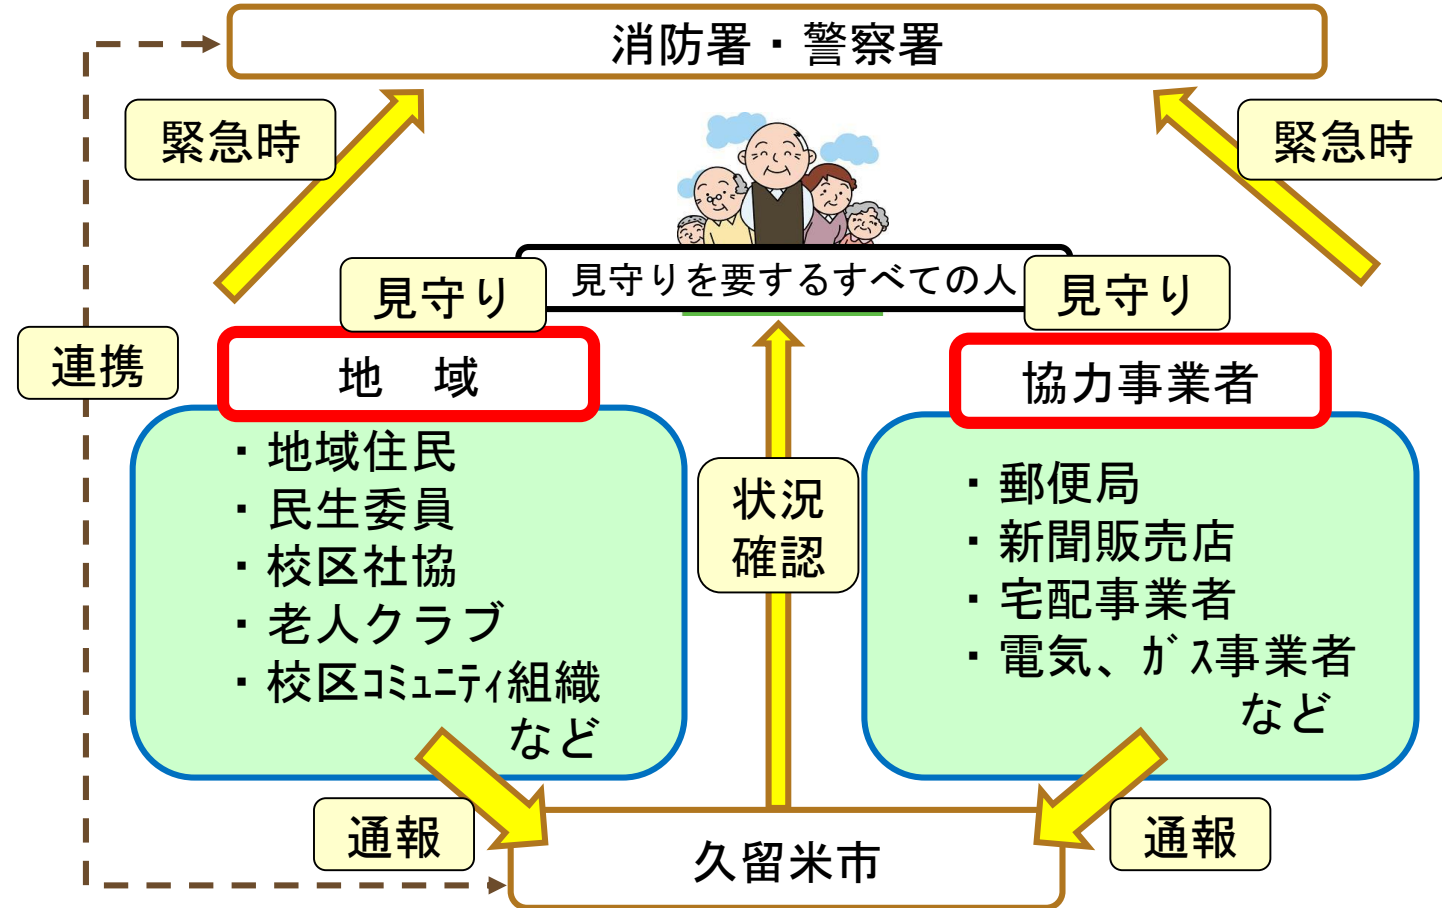 消防署・警察署
緊急時
緊急時
見守りを要するすべての人
見守り
見守り
連携
地　域
協力事業者
・地域住民
・民生委員
・校区社協
・老人クラブ
・校区ｺﾐｭﾆﾃｨ組織
など
状況
確認
・郵便局
・新聞販売店
・宅配事業者
・電気、ｶﾞｽ事業者
など
通報
通報
久留米市